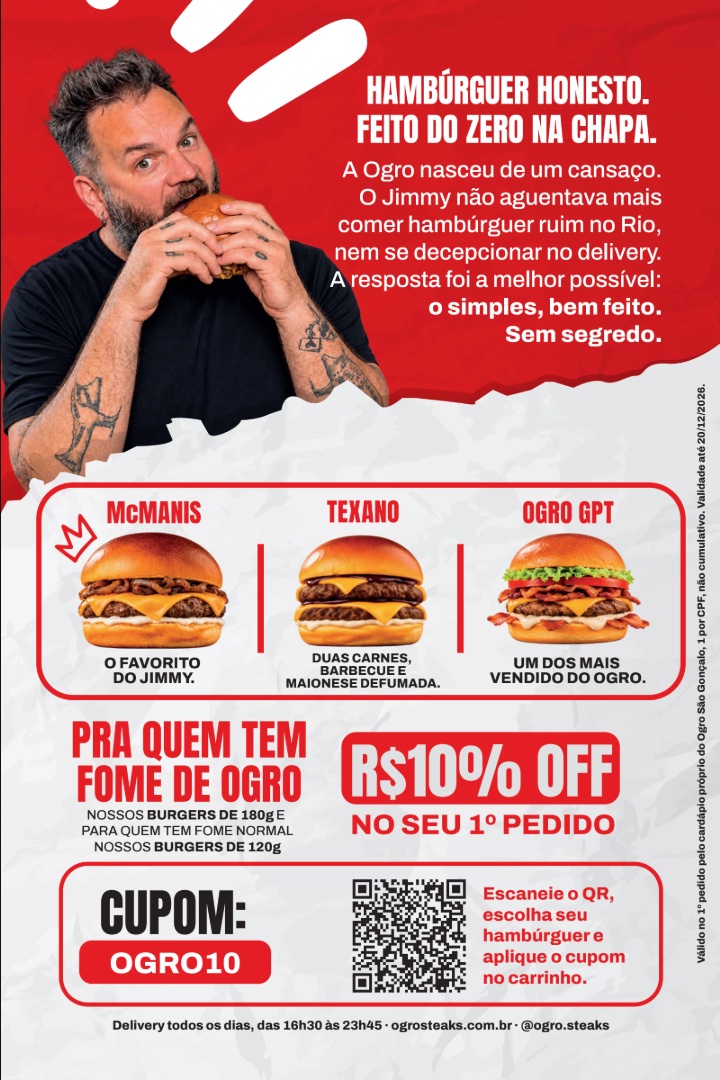 HAMBÚRGUER HONESTO.
FEITO DO ZERO NA CHAPA.
A Ogro nasceu de um cansaço.
O Jimmy não aguentava mais
comer hambúrguer ruim no Rio,
nem se decepcionar no delivery.
A resposta foi a melhor possível:
o simples, bem feito.
Sem segredo.
McMANIS
O FAVORITO
DO JIMMY.
TEXANO
DUAS CARNES,
BARBECUE E
MAIONESE DEFUMADA.
OGRO GPT
UM DOS MAIS
VENDIDO DO OGRO.
PRA QUEM TEM
FOME DE OGRO
NOSSOS BURGERS DE 180g E
PARA QUEM TEM FOME NORMAL
NOSSOS BURGERS DE 120g
R$10% OFF
NO SEU 1º PEDIDO
CUPOM:
OGRO10
Escaneie o QR,
escolha seu
hambúrguer e
aplique o cupom
no carrinho.
Delivery todos os dias, das 16h30 às 23h45 · ogrosteaks.com.br · @ogro.steaks
Válido no 1º pedido pelo cardápio próprio do Ogro São Gonçalo, 1 por CPF, não cumulativo. Validade até 20/12/2026.